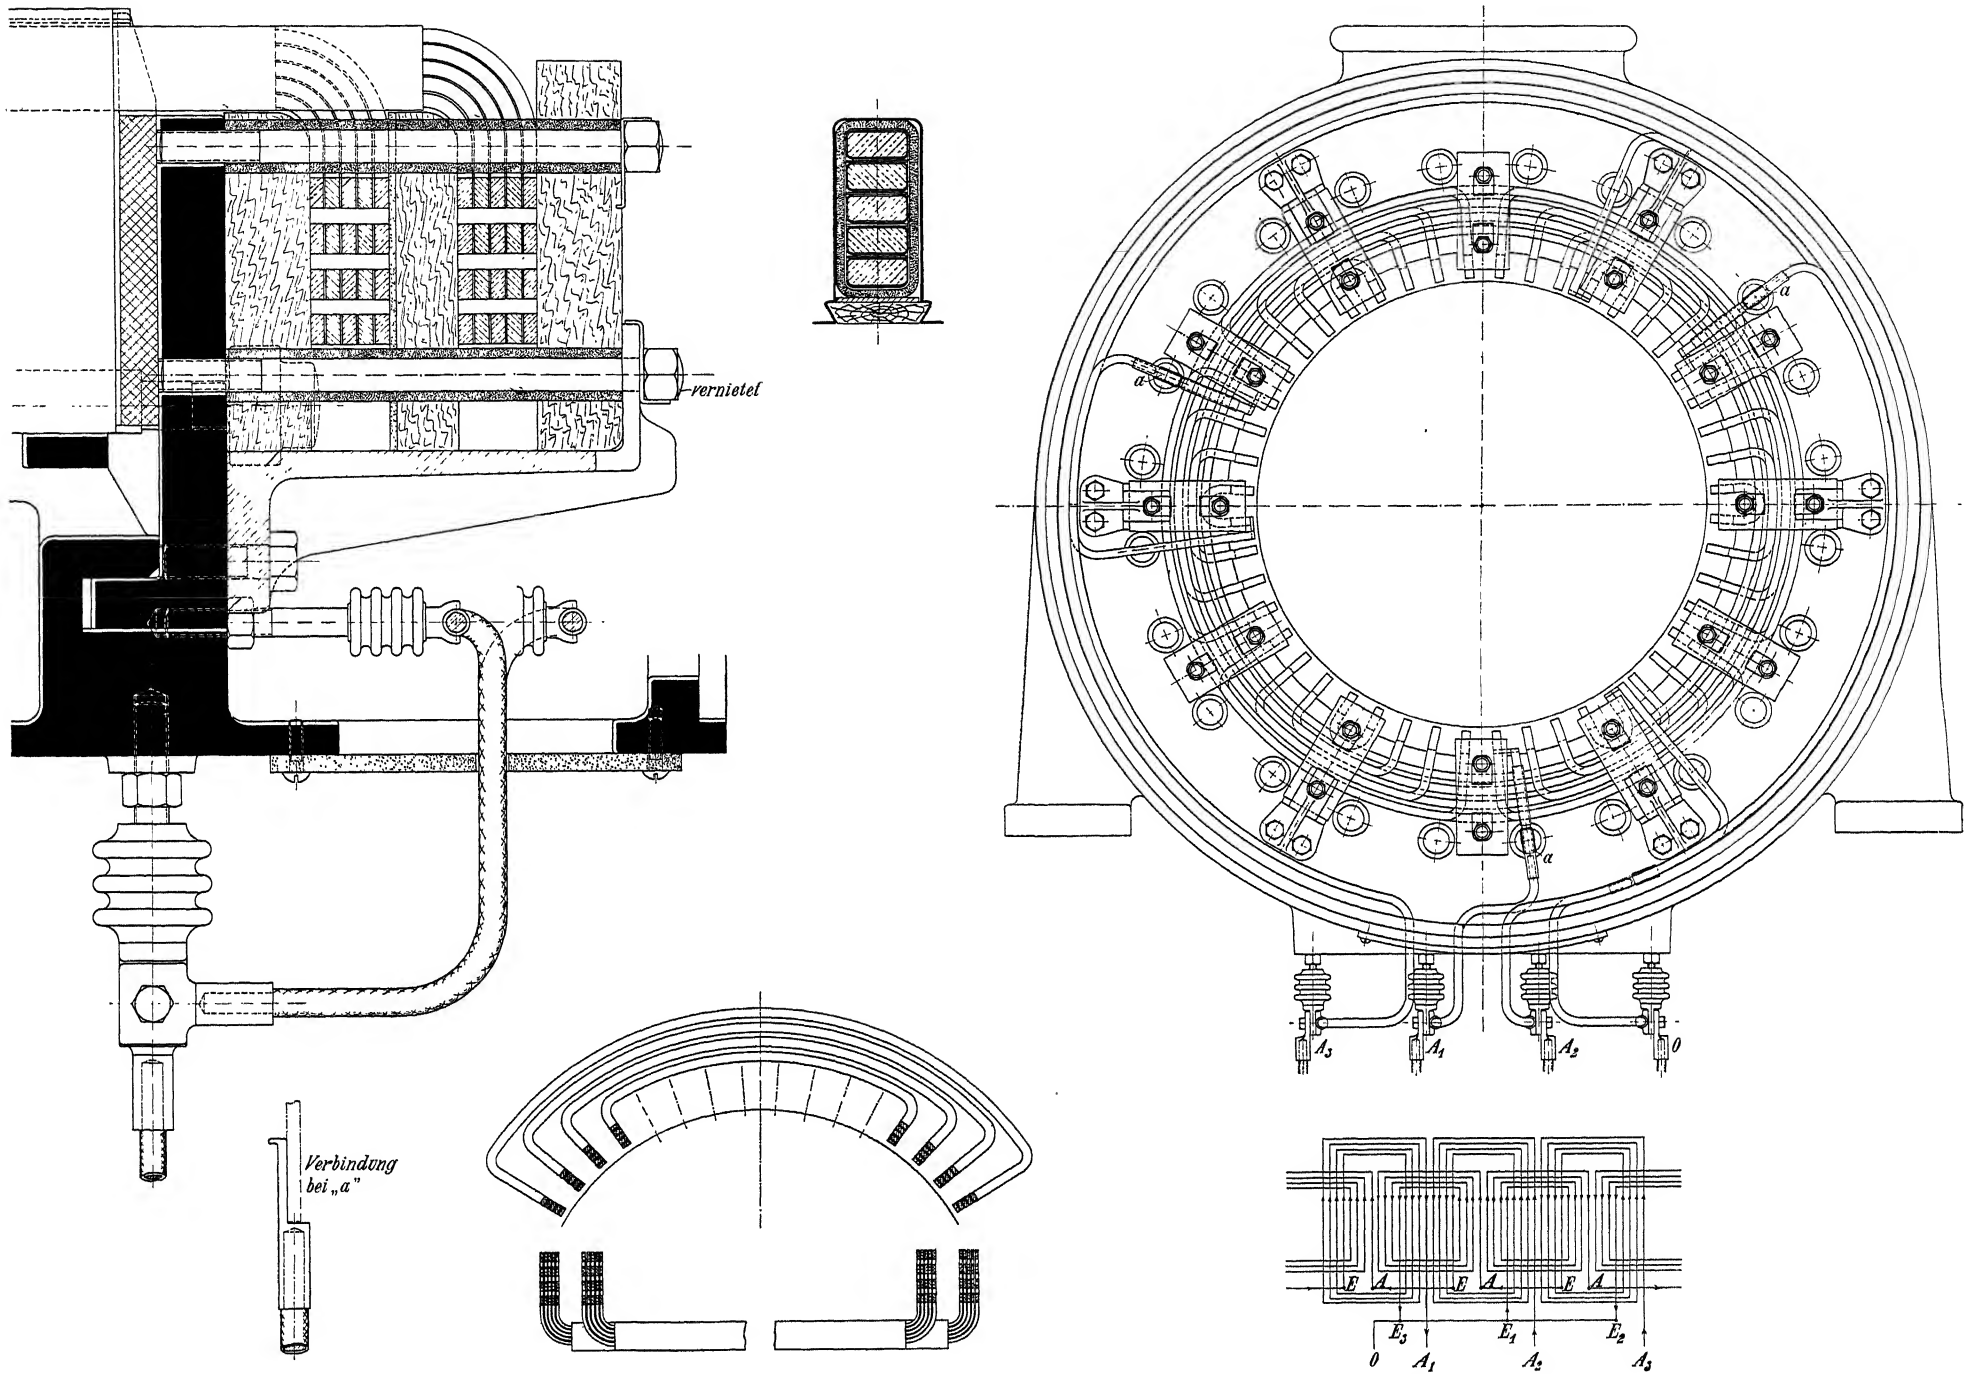 vernietet
a
a
a
A₃
A₁
A₂
0
Verbindung
bei „a”
E
A
E
A
E
A
E₃
E₁
E₂
0
A₁
A₂
A₃